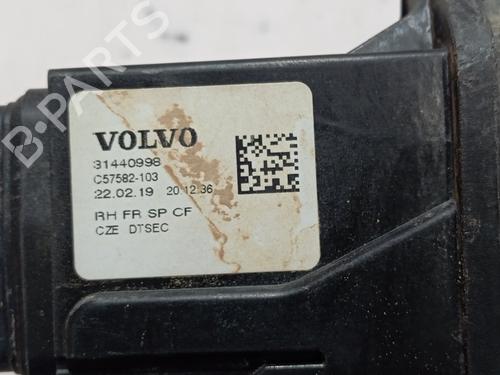 B-PARTS
VOLVO
31440998
C57582-103
22.02.19 20:12:36
RH FR SP CF
CZE DTSEC